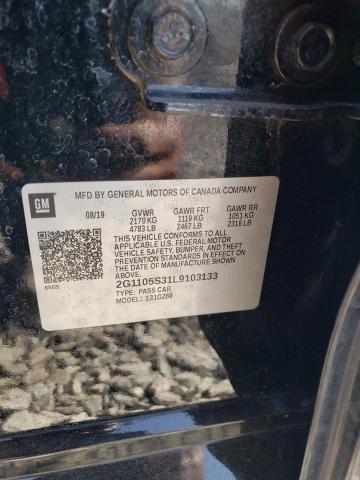 MFD BY GENERAL MOTORS OF CANADA COMPANY
GM
08/19 GVWR GAWR FRT GAWR RR
2170 KG 1119 KG 1051 KG
4783 LB 2467 LB 2316 LB
THIS VEHICLE CONFORMS TO ALL
APPLICABLE U.S. FEDERAL MOTOR VEHICLE
SAFETY, BUMPER, AND THEFT
PREVENTION STANDARDS IN EFFECT ON
THE DATE OF MANUFACTURE SHOWN
ABOVE.
2G1105S31L9103133
TYPE: PASS CAR
MODEL: 131G269